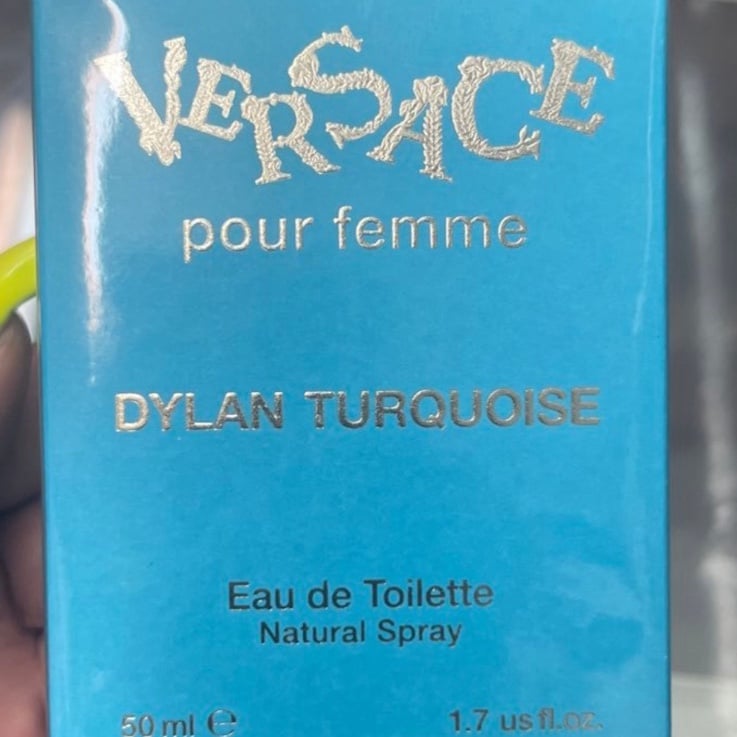 VERSACE
pour femme
DYLAN TURQUOISE
Eau de Toilette
Natural Spray
50 ml ℮ 1.7 us fl.oz.